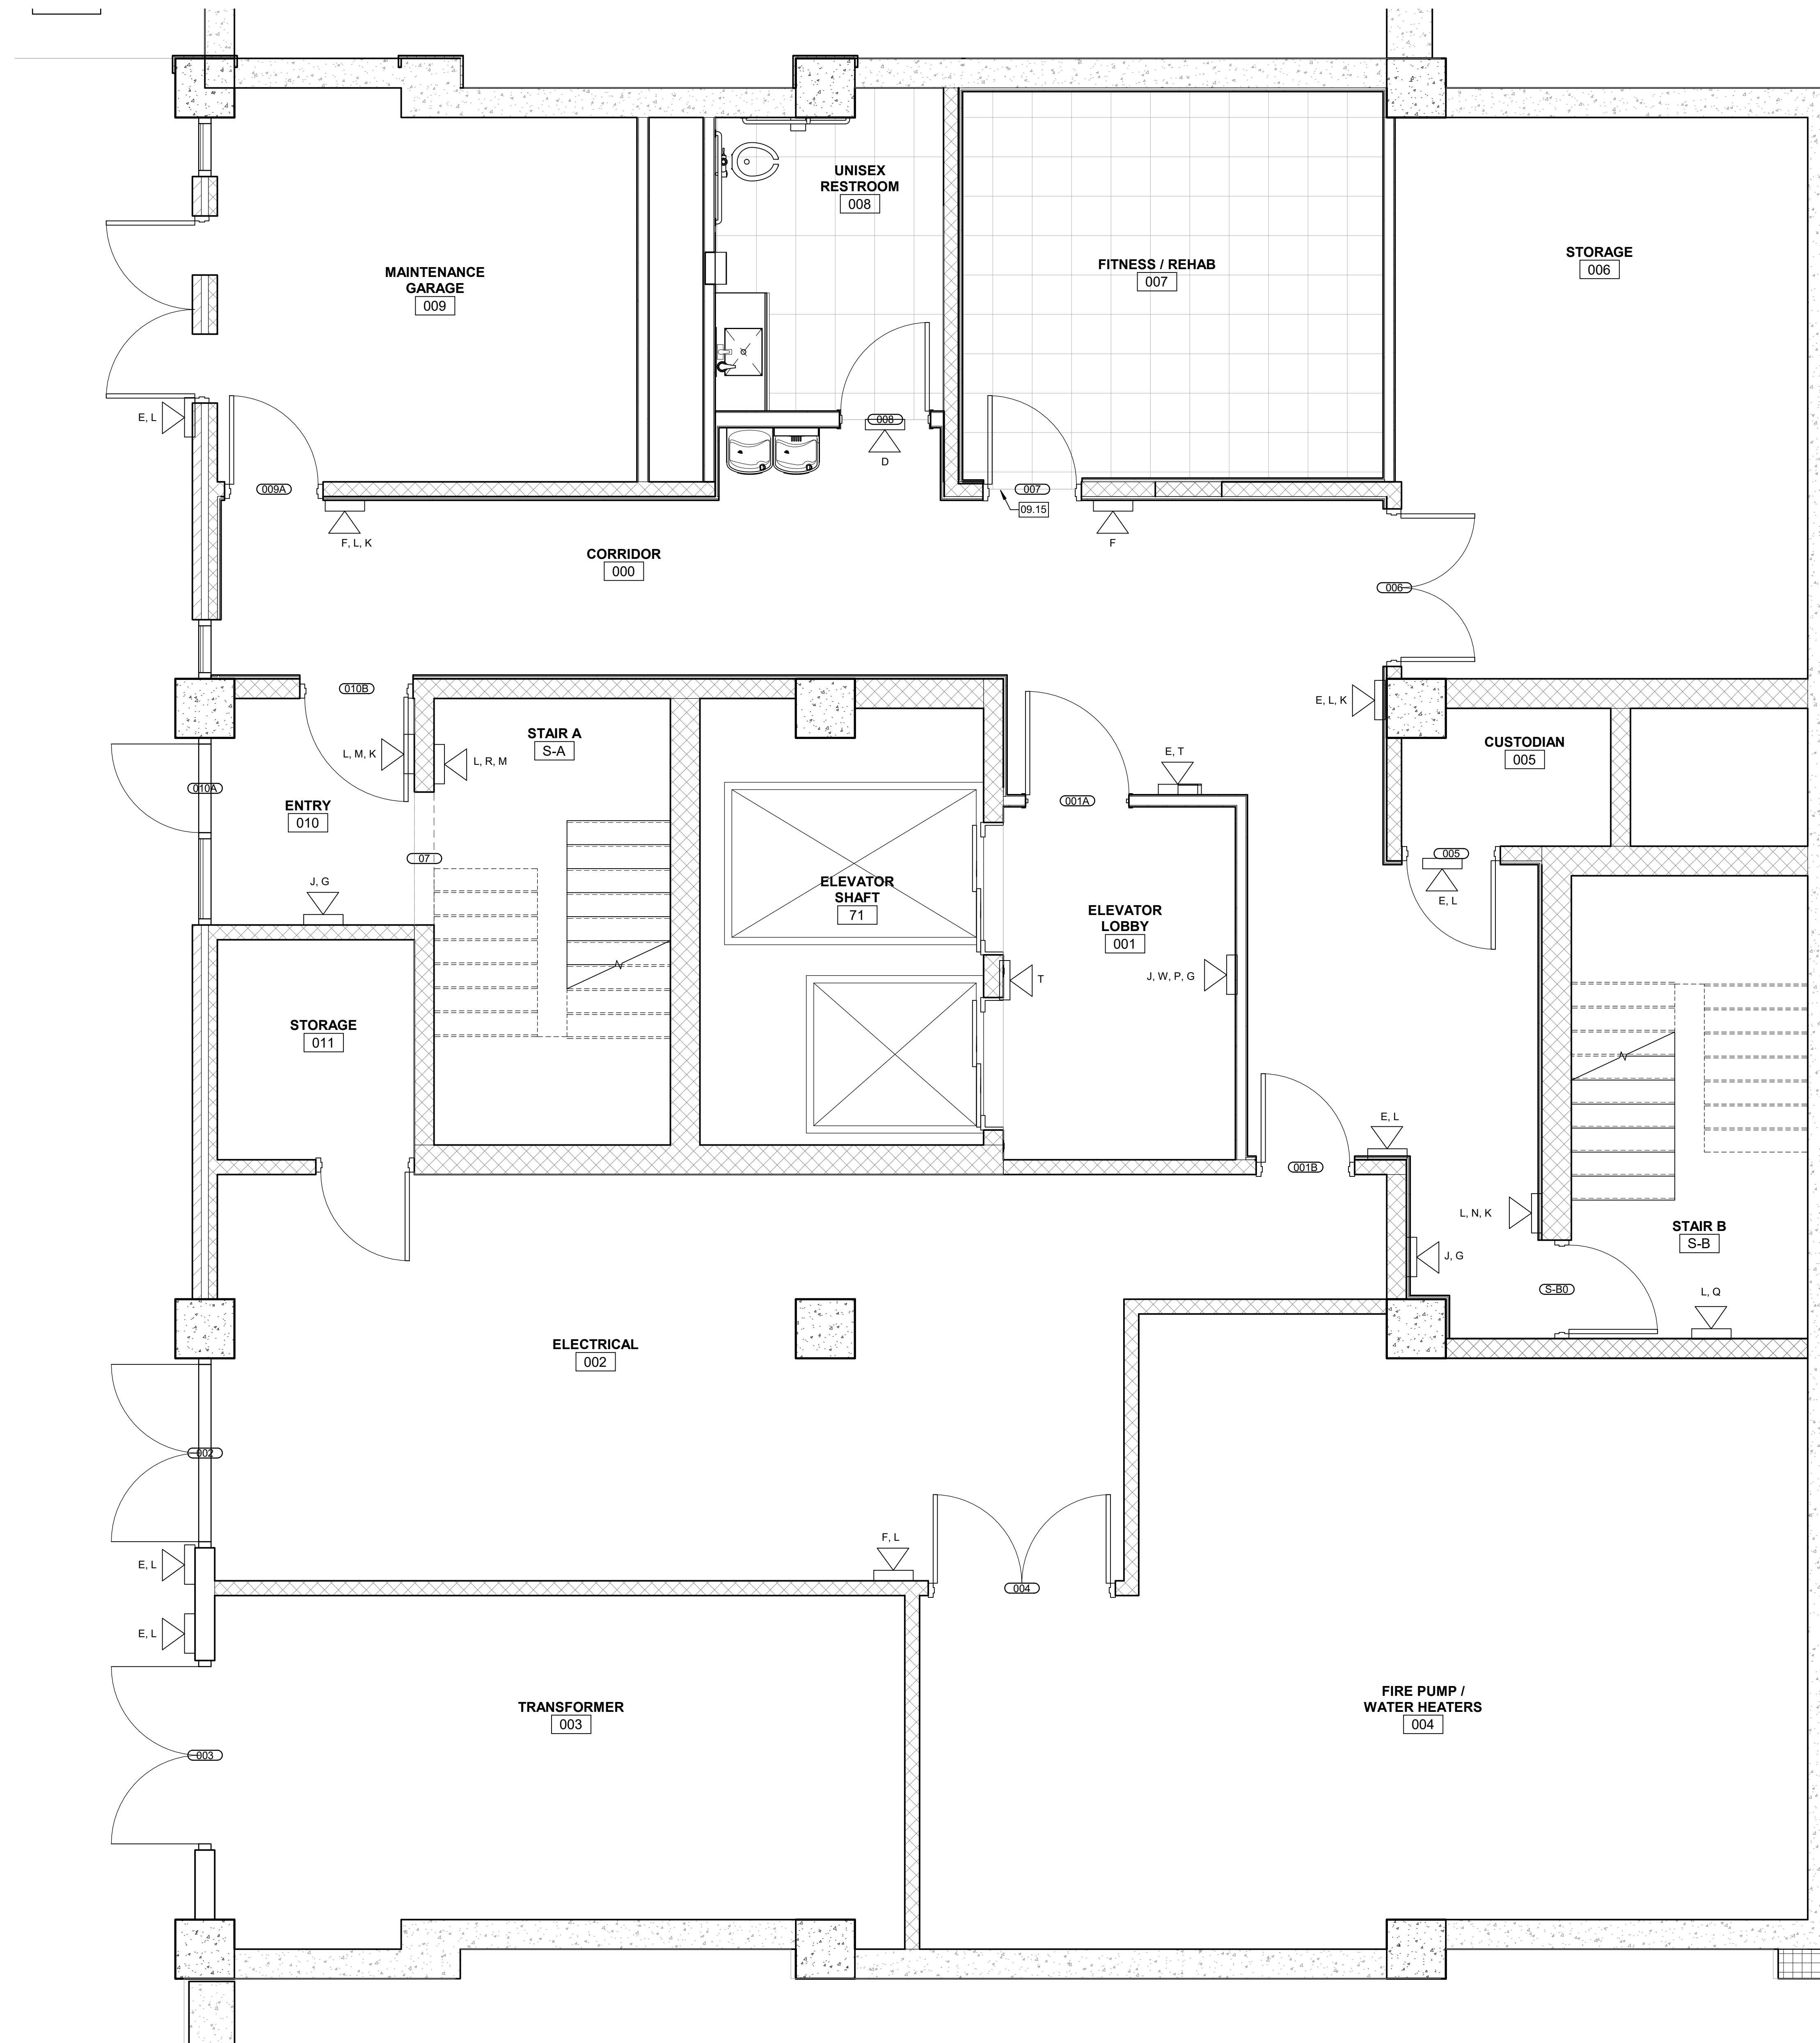 UNISEX
RESTROOM
008
FITNESS / REHAB
007
STORAGE
006
MAINTENANCE
GARAGE
009
E, L
008
D
009A
007
09.15
F, L, K
F
CORRIDOR
000
006
010B
E, L, K
STAIR A
S-A
L, M, K
L, R, M
E, T
CUSTODIAN
005
010A
ENTRY
010
001A
07
005
J, G
ELEVATOR
SHAFT
71
ELEVATOR
LOBBY
001
E, L
T
J, W, P, G
STORAGE
011
E, L
001B
L, N, K
STAIR B
S-B
J, G
S-B0
L, Q
ELECTRICAL
002
002
F, L
E, L
004
E, L
TRANSFORMER
003
FIRE PUMP /
WATER HEATERS
004
003